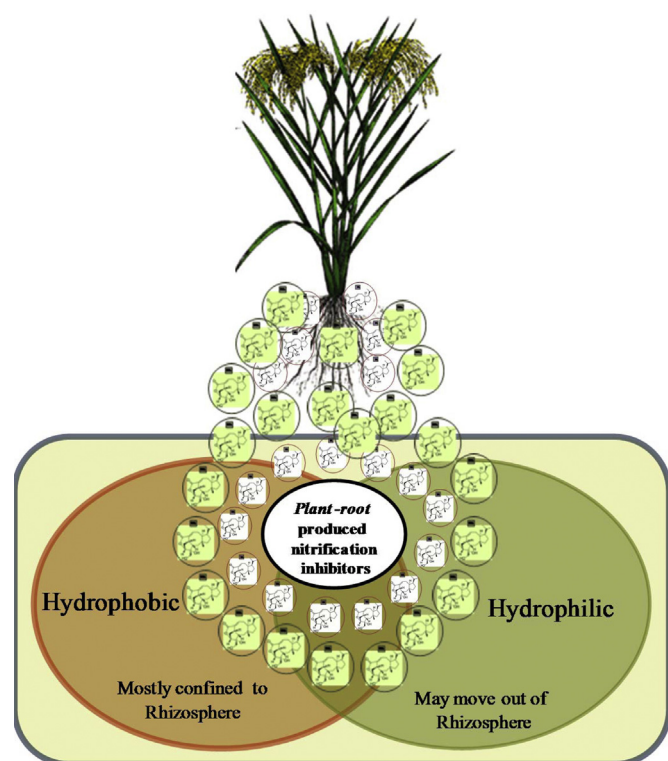 Plant-root
produced
nitrification
inhibitors
Hydrophobic
Hydrophilic
Mostly confined to
Rhizosphere
May move out of
Rhizosphere